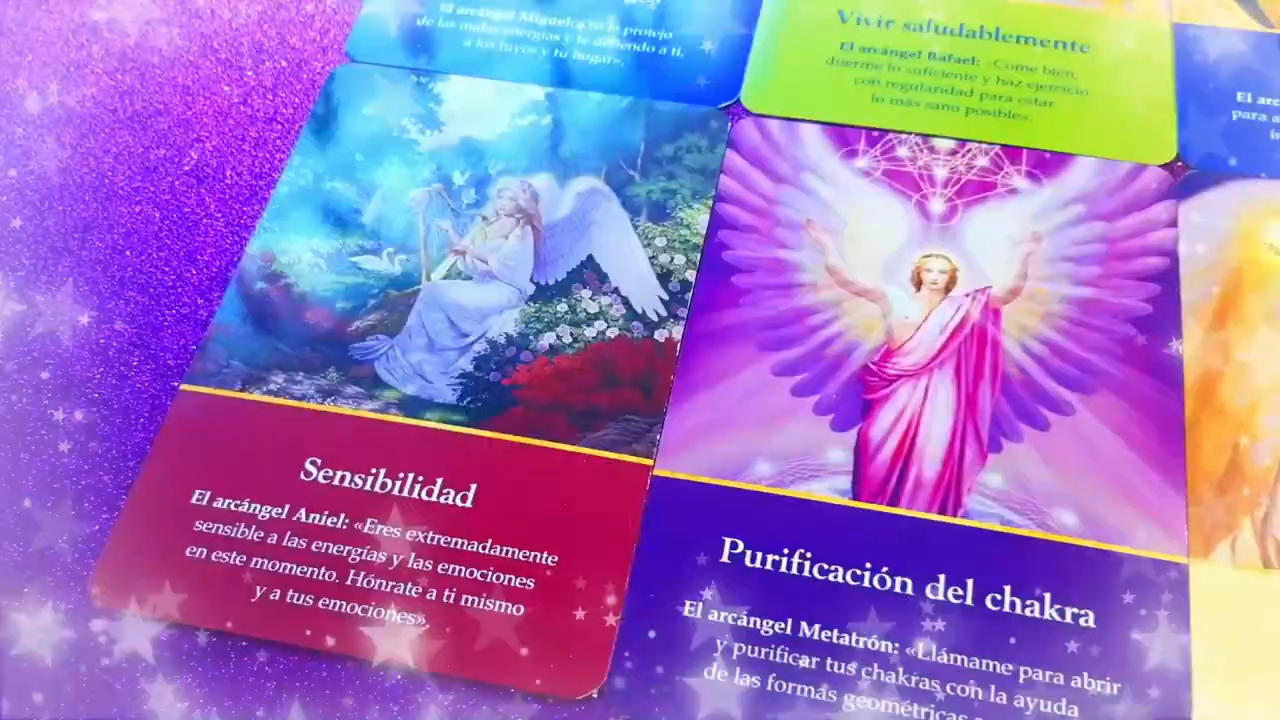 El arcángel Miguel:
de las malas energías y te defiendo a ti,
a los tuyos y tu hogar».
Vivir saludablemente
El arcángel Rafael: «Come bien,
duerme lo suficiente y haz ejercicio
con regularidad para estar
lo más sano posible».
El
para
Sensibilidad
El arcángel Aniel: «Eres extremadamente
sensible a las energías y las emociones
en este momento. Hónrate a ti mismo
y a tus emociones».
Purificación del chakra
El arcángel Metatrón: «Llámame para abrir
y purificar tus chakras con la ayuda
de las formas geométricas